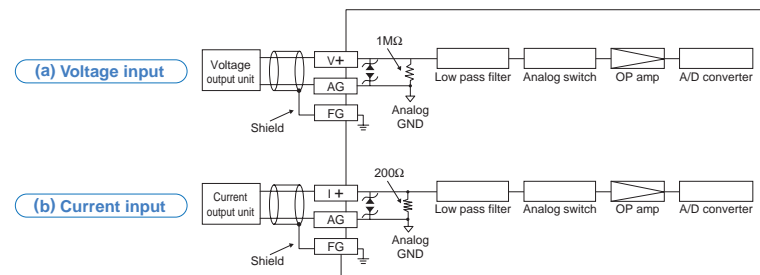 (a) Voltage input
Voltage
output unit
V+
AG
FG
Shield
1MΩ
Analog
GND
Low pass filter
Analog switch
OP amp
A/D converter
(b) Current input
Current
output unit
I +
AG
FG
Shield
200Ω
Analog
GND
Low pass filter
Analog switch
OP amp
A/D converter